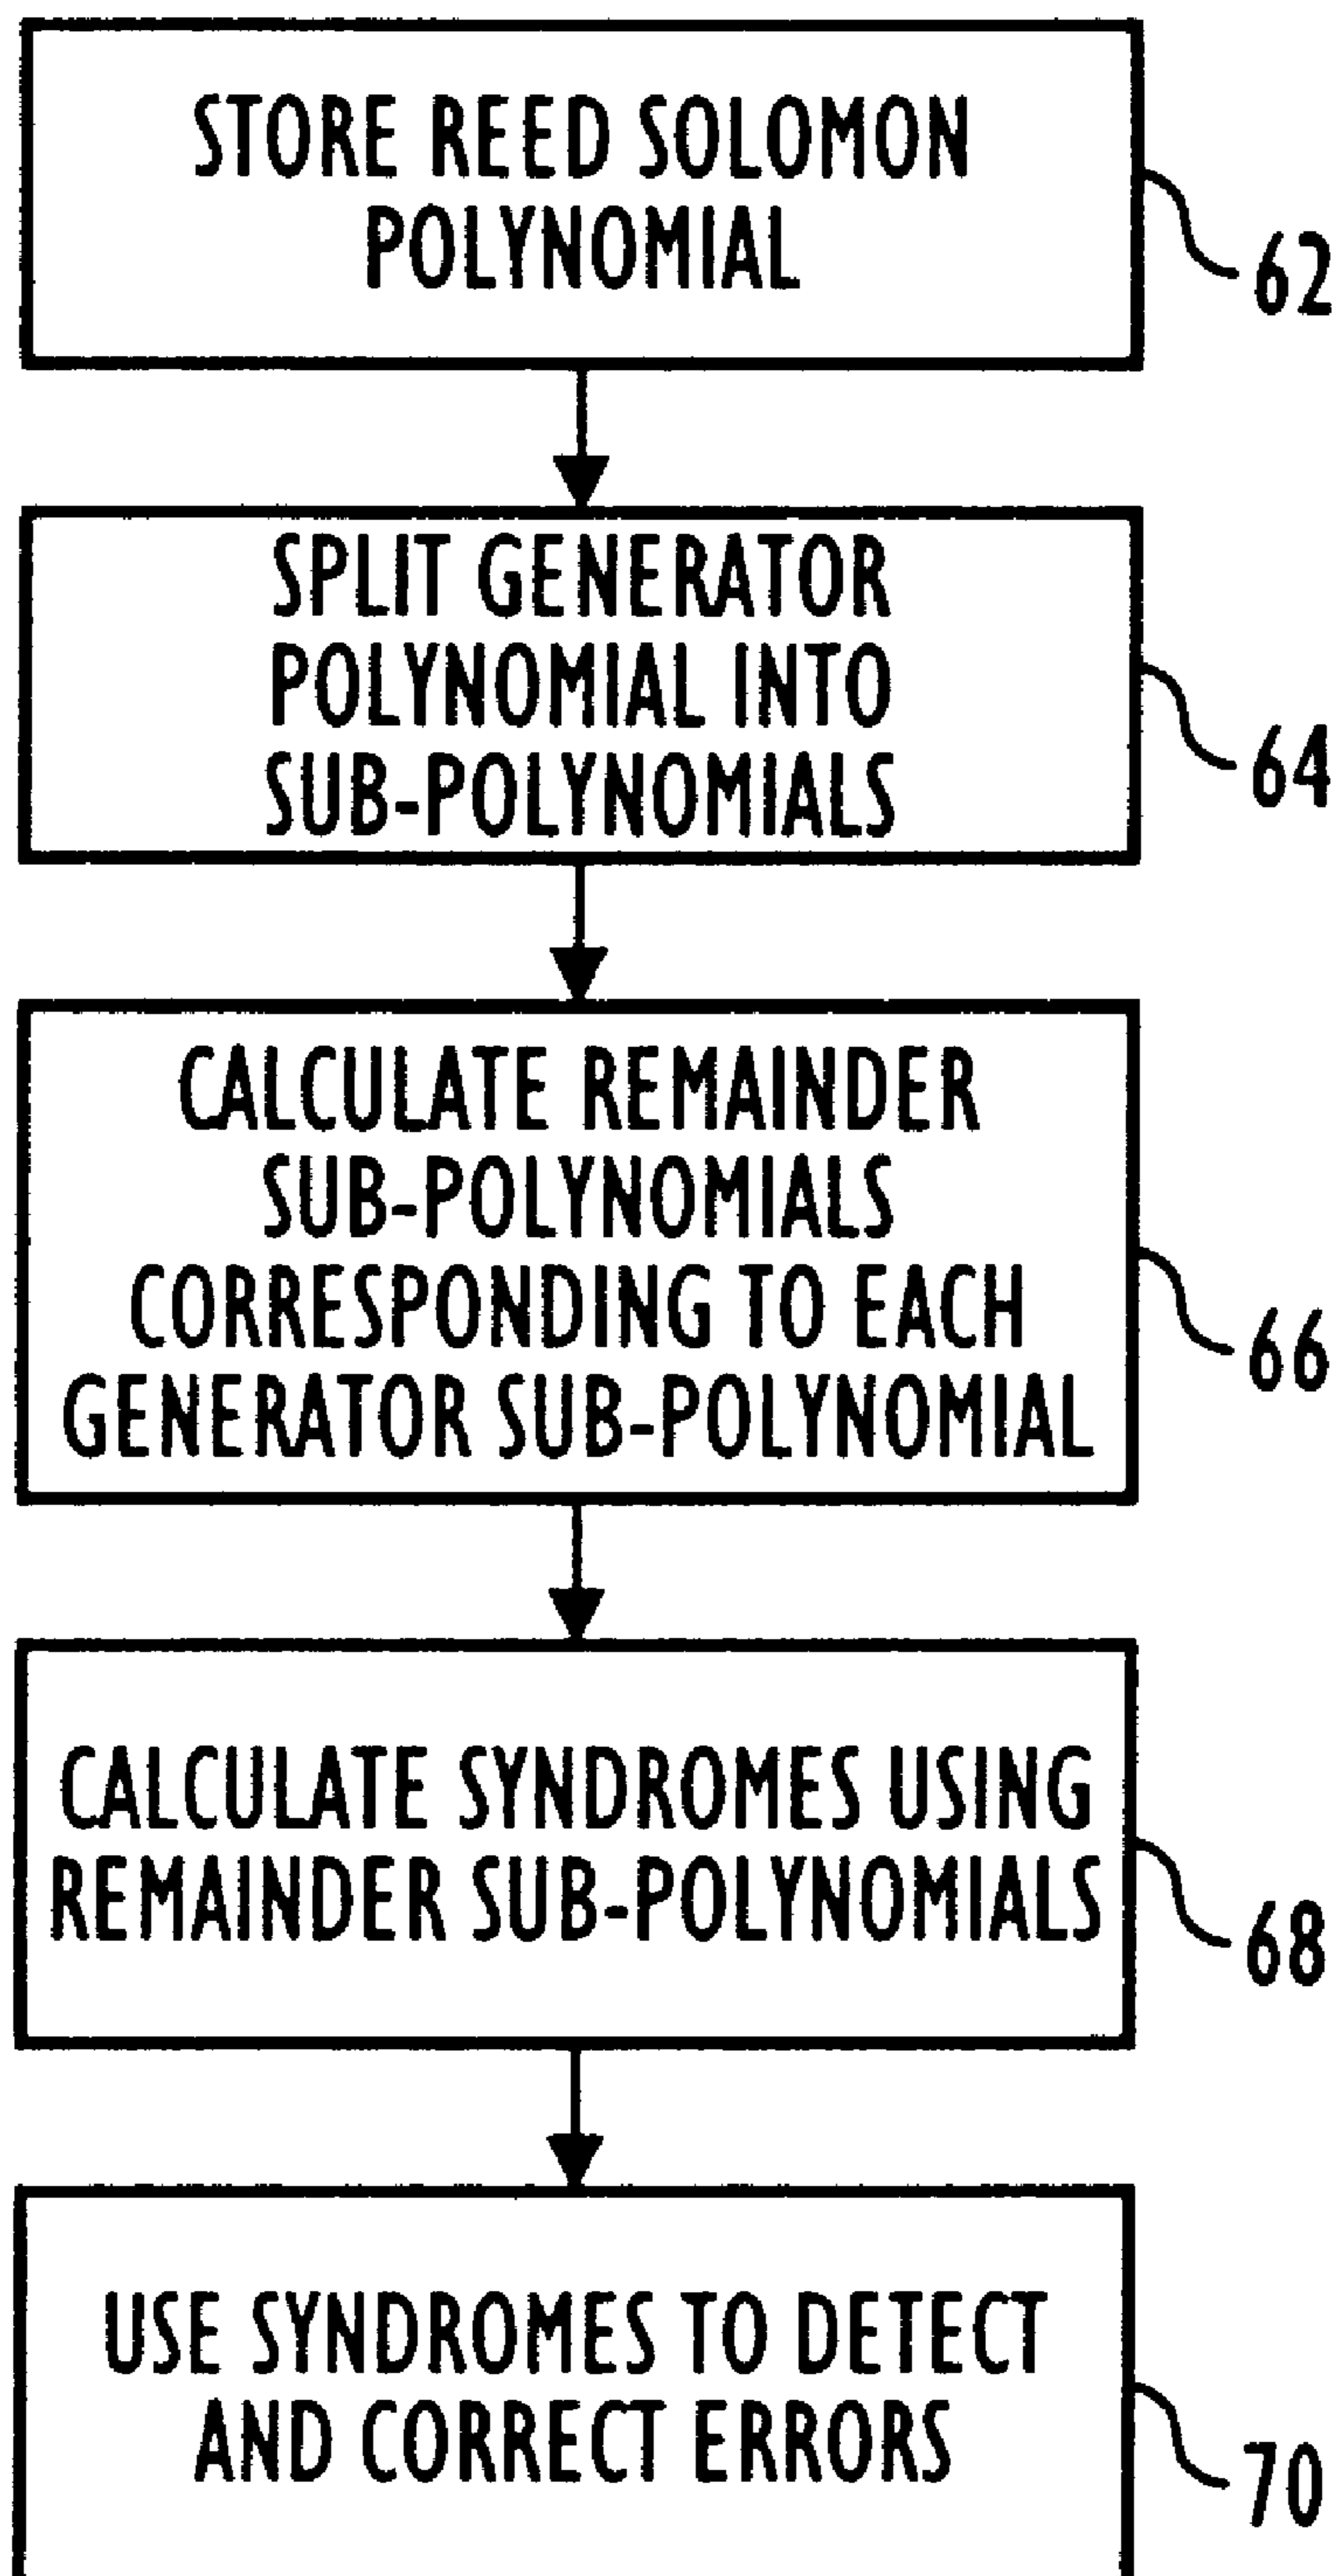 STORE REED SOLOMON
POLYNOMIAL
62
SPLIT GENERATOR
POLYNOMIAL INTO
SUB-POLYNOMIALS
64
CALCULATE REMAINDER
SUB-POLYNOMIALS
CORRESPONDING TO EACH
GENERATOR SUB-POLYNOMIAL
66
CALCULATE SYNDROMES USING
REMAINDER SUB-POLYNOMIALS
68
USE SYNDROMES TO DETECT
AND CORRECT ERRORS
70